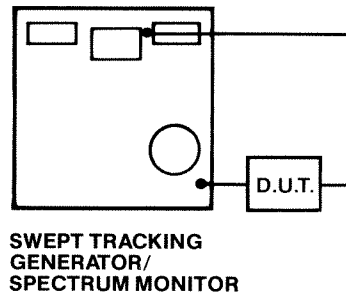 D.U.T.
SWEPT TRACKING
GENERATOR/
SPECTRUM MONITOR